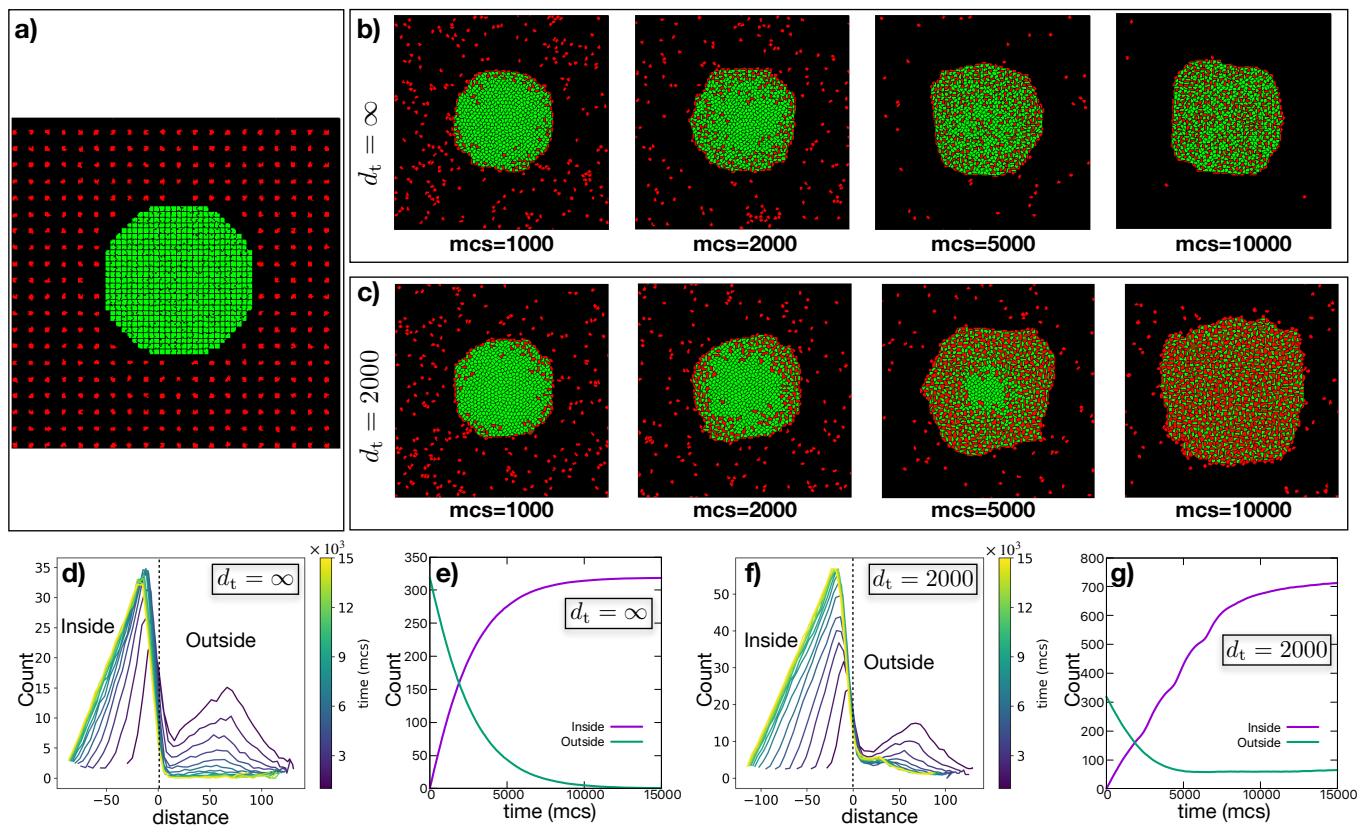 a)
b)
d_t = ∞
mcs=1000
mcs=2000
mcs=5000
mcs=10000
c)
d_t = 2000
mcs=1000
mcs=2000
mcs=5000
mcs=10000
d)
d_t = ∞
Inside
Outside
Count
35
30
25
20
15
10
5
0
−50
0
50
100
distance
× 10³
15
12
9
6
3
time (mcs)
e)
d_t = ∞
Count
350
300
250
200
150
100
50
0
Inside
Outside
0
5000
10000
15000
time (mcs)
f)
d_t = 2000
Inside
Outside
Count
50
40
30
20
10
0
−100
−50
0
50
100
distance
× 10³
15
12
9
6
3
time (mcs)
g)
d_t = 2000
Count
800
700
600
500
400
300
200
100
0
Inside
Outside
0
5000
10000
15000
time (mcs)